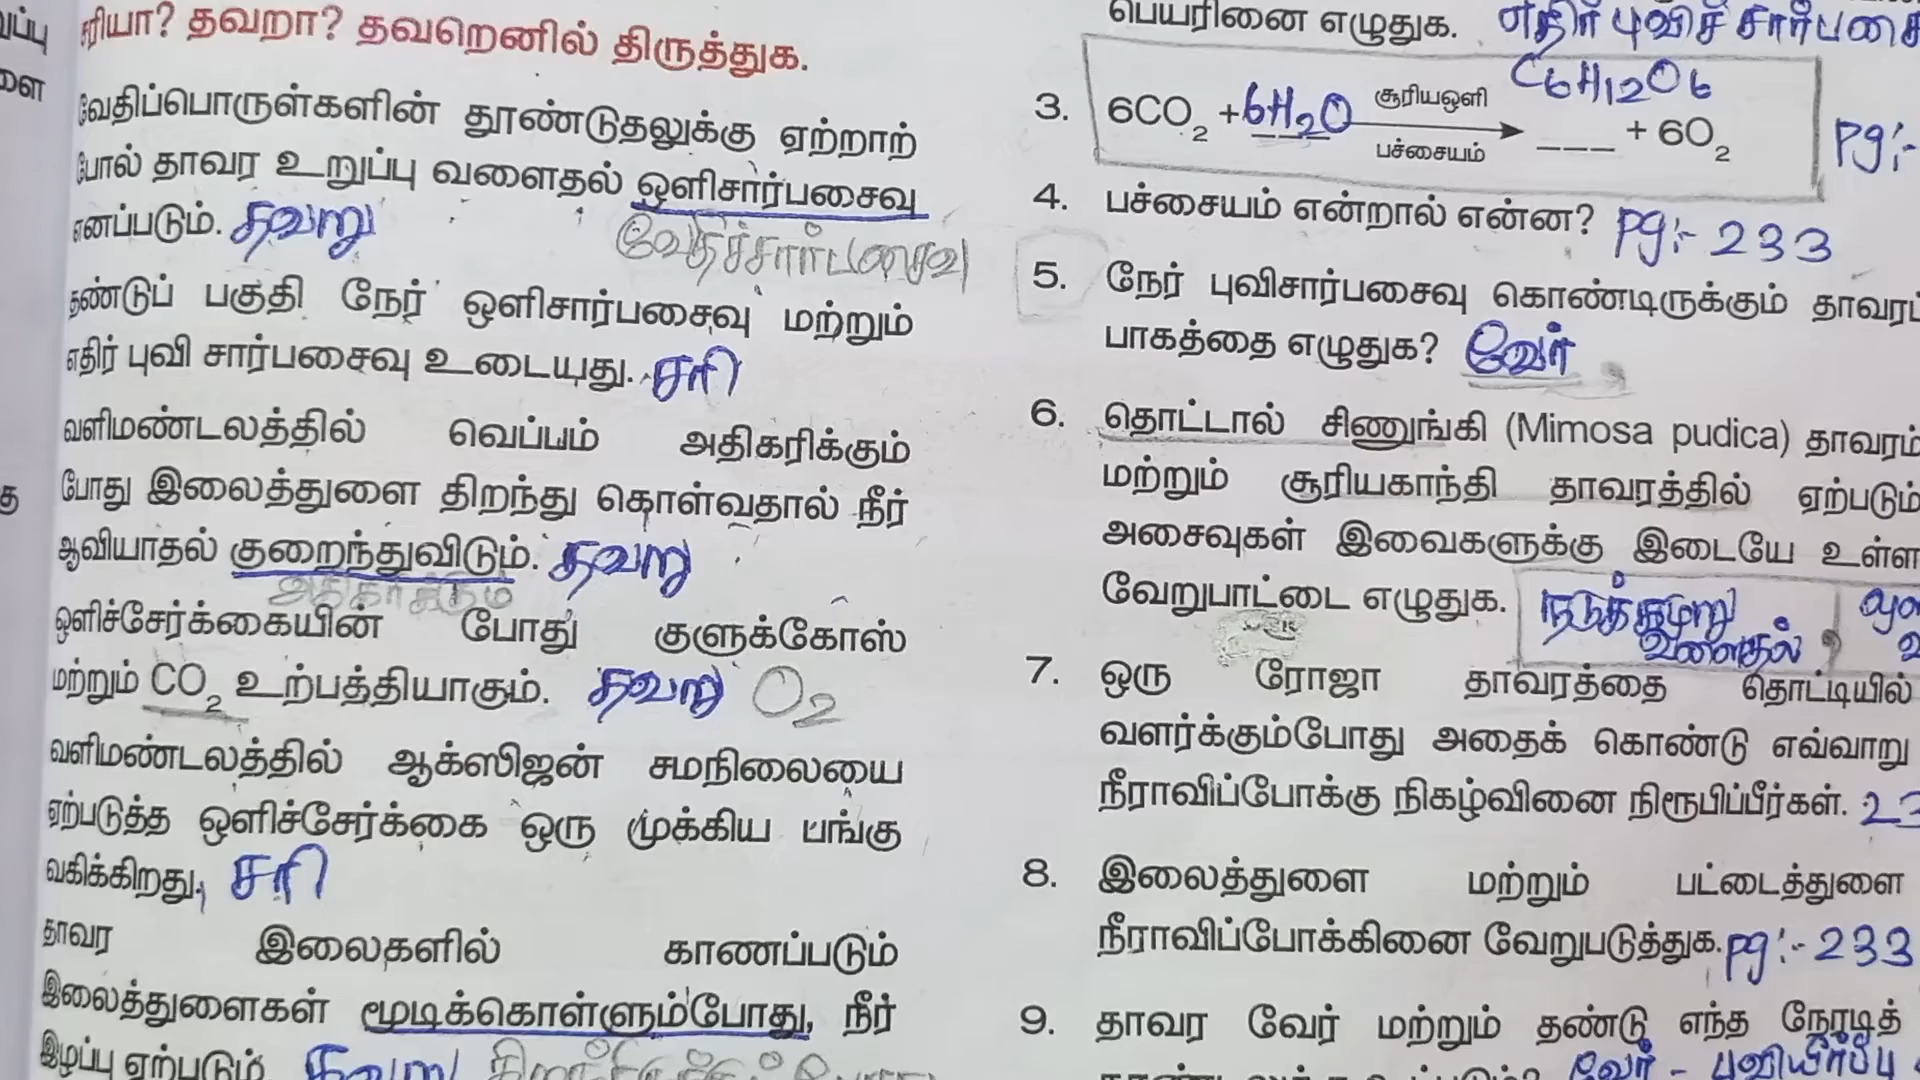 ப்பு
ளை
கு
சரியா? தவறா? தவறெனில் திருத்துக.
வேதிப்பொருள்களின் தூண்டுதலுக்கு ஏற்றாற்
போல் தாவர உறுப்பு வளைதல் ஒளிசார்பசைவு
எனப்படும். தவறு
வேதிச்சார்பசைவு
தண்டுப் பகுதி நேர் ஒளிசார்பசைவு மற்றும்
எதிர் புவி சார்பசைவு உடையது. சரி
வளிமண்டலத்தில் வெப்பம் அதிகரிக்கும்
போது இலைத்துளை திறந்து கொள்வதால் நீர்
ஆவியாதல் குறைந்துவிடும். தவறு
அதிகரிக்கும்
ஒளிச்சேர்க்கையின் போது குளுக்கோஸ்
மற்றும் CO₂ உற்பத்தியாகும். தவறு O₂
வளிமண்டலத்தில் ஆக்ஸிஜன் சமநிலையை
ஏற்படுத்த ஒளிச்சேர்க்கை ஒரு முக்கிய பங்கு
வகிக்கிறது. சரி
தாவர இலைகளில் காணப்படும்
இலைத்துளைகள் மூடிக்கொள்ளும்போது, நீர்
இழப்பு ஏற்படும். தவறு
பெயரினை எழுதுக. எதிர் புவிச் சார்பசை
3. 6CO₂ + 6H₂O சூரியஒளி பச்சையம் → C6H12O6 ___ + 6O₂ pg:-
4. பச்சையம் என்றால் என்ன? pg:- 233
5. நேர் புவிசார்பசைவு கொண்டிருக்கும் தாவரப்
பாகத்தை எழுதுக? வேர்
6. தொட்டால் சிணுங்கி (Mimosa pudica) தாவரம்
மற்றும் சூரியகாந்தி தாவரத்தில் ஏற்படும்
அசைவுகள் இவைகளுக்கு இடையே உள்ள
வேறுபாட்டை எழுதுக.
வளைதல்
7. ஒரு ரோஜா தாவரத்தை தொட்டியில்
வளர்க்கும்போது அதைக் கொண்டு எவ்வாறு
நீராவிப்போக்கு நிகழ்வினை நிரூபிப்பீர்கள். 23
8. இலைத்துளை மற்றும் பட்டைத்துளை
நீராவிப்போக்கினை வேறுபடுத்துக. pg:- 233
9. தாவர வேர் மற்றும் தண்டு எந்த நேரடித்
வேர் -